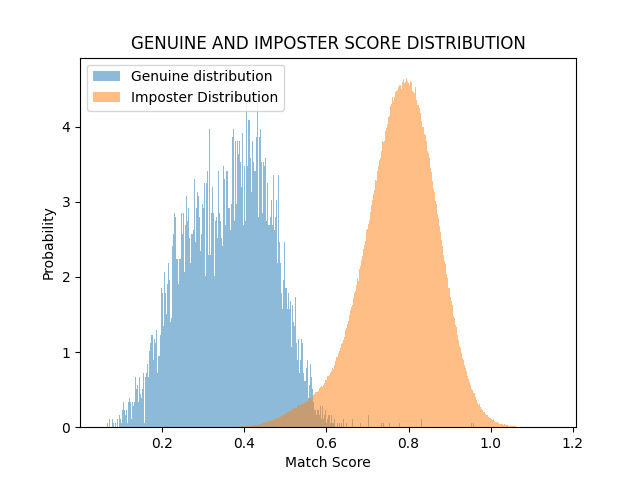 GENUINE AND IMPOSTER SCORE DISTRIBUTION
Genuine distribution
Imposter Distribution
4
3
2
1
0
Probability
0.2 0.4 0.6 0.8 1.0 1.2
Match Score